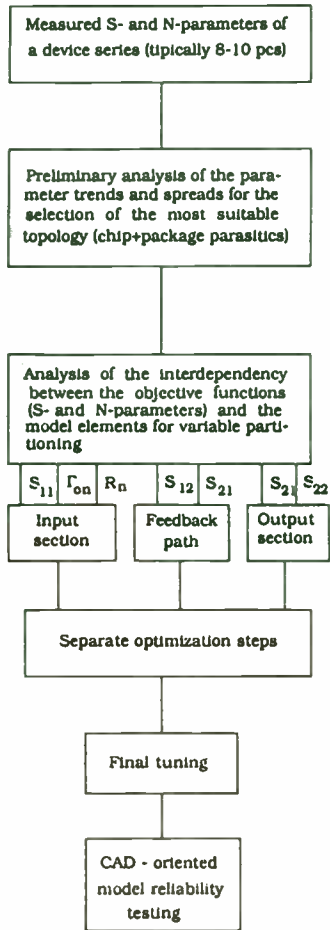 Measured S- and N-parameters of
a device series (tipically 8-10 pcs)
Preliminary analysis of the para-
meter trends and spreads for the
selection of the most suitable
topology (chip+package parasitics)
Analysis of the interdependency
between the objective functions
(S- and N-parameters) and the
model elements for variable parti-
tioning
S11 Γon Rn S12 S21 S21 S22
Input
section
Feedback
path
Output
section
Separate optimization steps
Final tuning
CAD - oriented
model reliability
testing